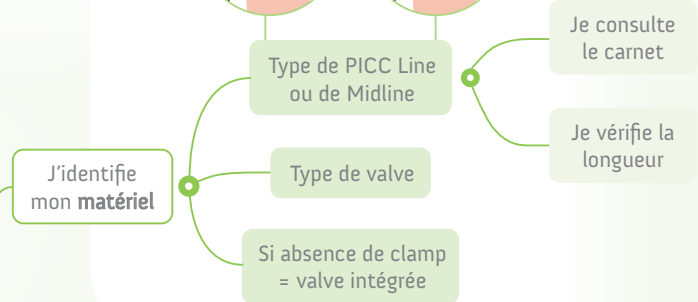 Je consulte
le carnet
Type de PICC Line
ou de Midline
Je vérifie la
longueur
J'identifie
mon matériel
Type de valve
Si absence de clamp
= valve intégrée